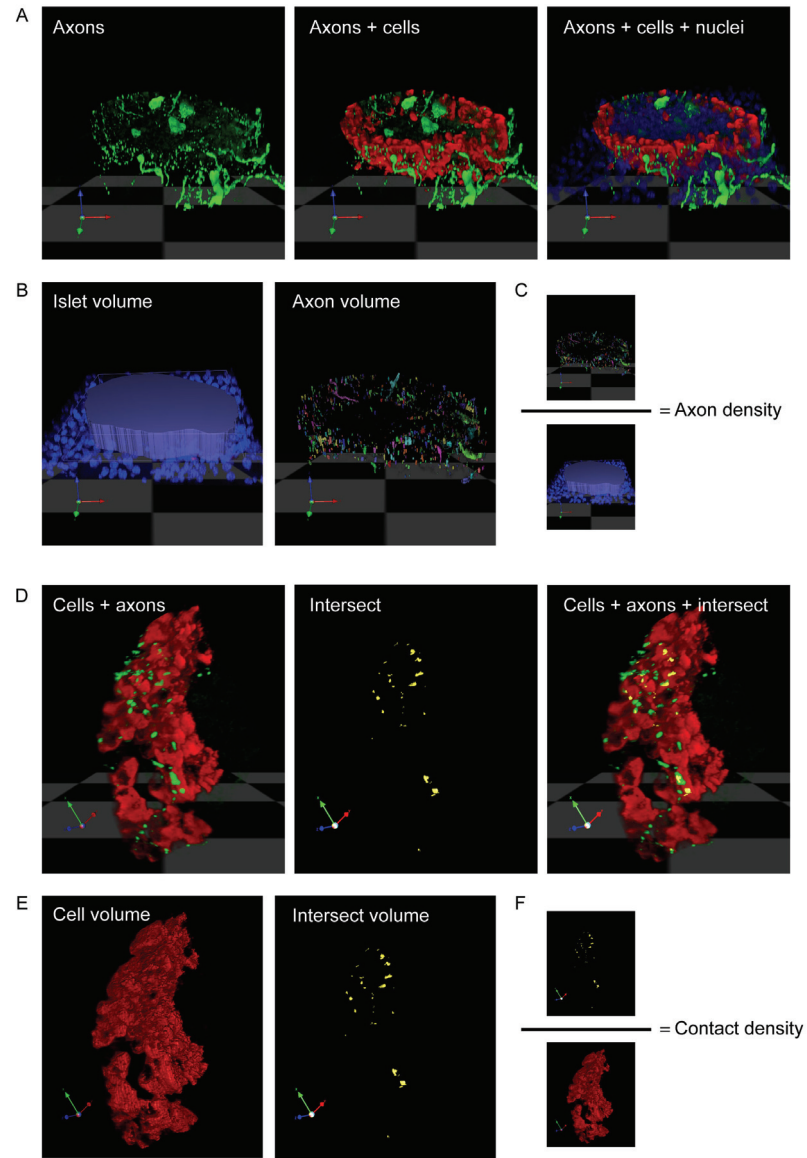 A
Axons
Axons + cells
Axons + cells + nuclei
B
Islet volume
Axon volume
C
= Axon density
D
Cells + axons
Intersect
Cells + axons + intersect
E
Cell volume
Intersect volume
F
= Contact density